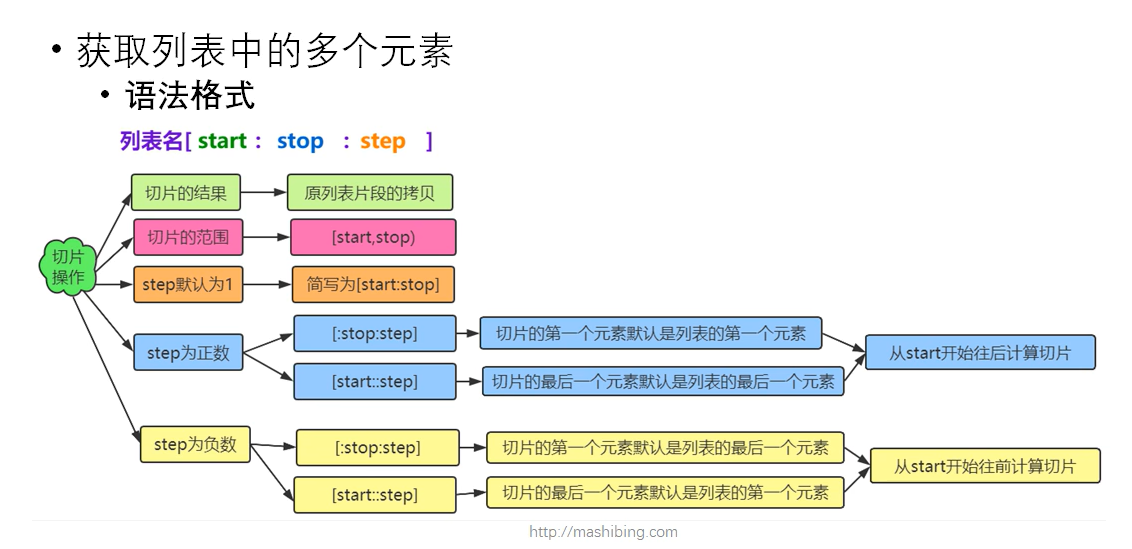 • 获取列表中的多个元素
• 语法格式
列表名[ start : stop : step ]
切片的结果
原列表片段的拷贝
切片的范围
[start,stop)
切片
操作
step默认为1
简写为[start:stop]
step为正数
[:stop:step]
切片的第一个元素默认是列表的第一个元素
[start::step]
切片的最后一个元素默认是列表的最后一个元素
从start开始往后计算切片
step为负数
[:stop:step]
切片的第一个元素默认是列表的最后一个元素
[start::step]
切片的最后一个元素默认是列表的第一个元素
从start开始往前计算切片
http://mashibing.com